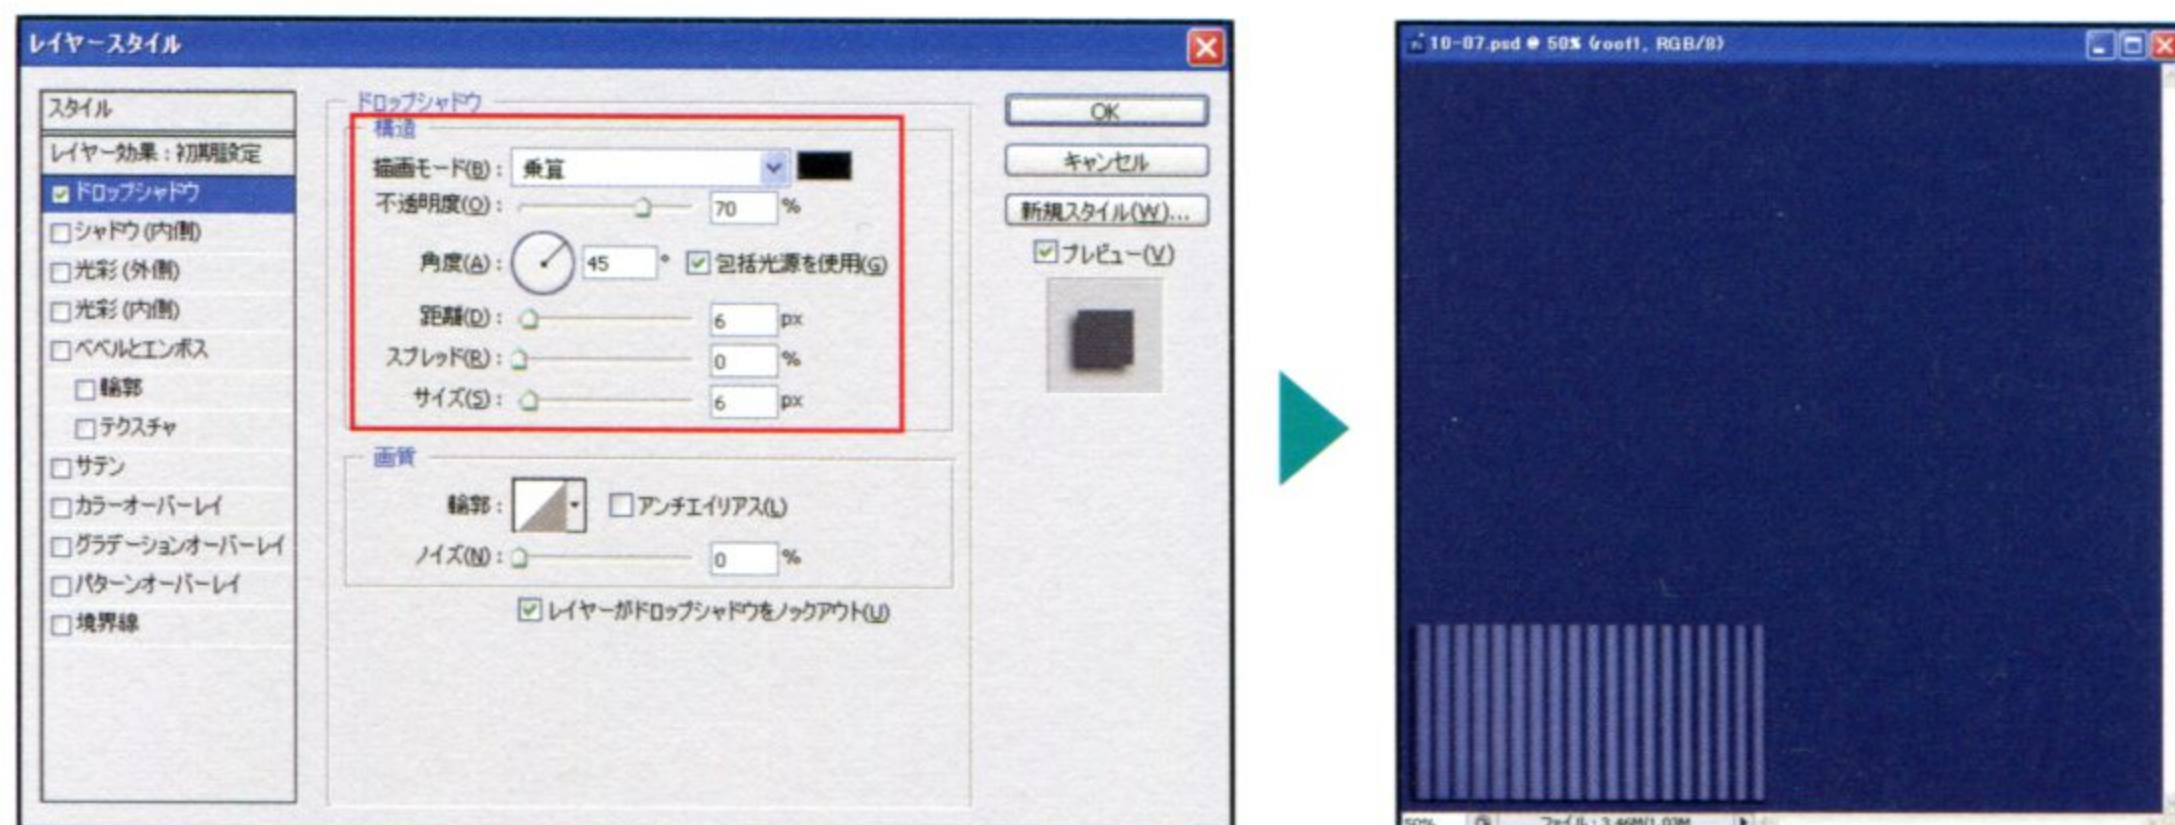 レイヤースタイル
スタイル
レイヤー効果：初期設定
ドロップシャドウ
シャドウ(内側)
光彩(外側)
光彩(内側)
ベベルとエンボス
輪郭
テクスチャ
サテン
カラーオーバーレイ
グラデーションオーバーレイ
パターンオーバーレイ
境界線
ドロップシャドウ
構造
描画モード(B)： 乗算
不透明度(O)： 70 %
角度(A)： 45 ° 包括光源を使用(G)
距離(D)： 6 px
スプレッド(R)： 0 %
サイズ(S)： 6 px
画質
輪郭： アンチエイリアス(L)
ノイズ(N)： 0 %
レイヤーがドロップシャドウをノックアウト(U)
OK
キャンセル
新規スタイル(W)...
プレビュー(V)
10-07.psd @ 50% (roof1, RGB/8)
50% ファイル：3.46M/1.03M